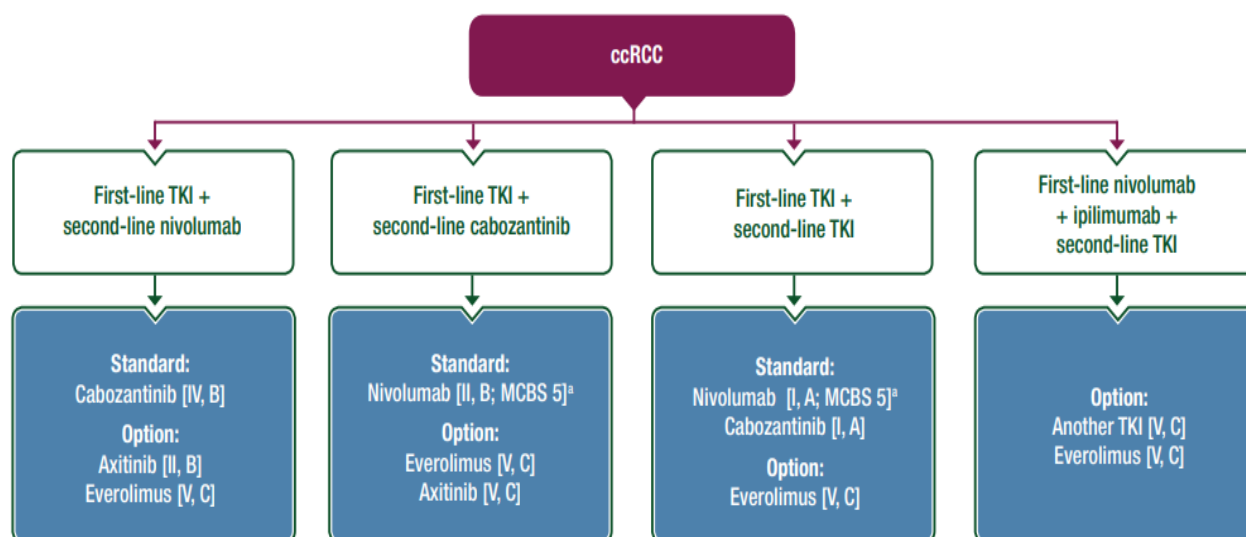 ccRCC
First-line TKI +
second-line nivolumab
First-line TKI +
second-line cabozantinib
First-line TKI +
second-line TKI
First-line nivolumab
+ ipilimumab +
second-line TKI
Standard:
Cabozantinib [IV, B]
Option:
Axitinib [II, B]
Everolimus [V, C]
Standard:
Nivolumab [II, B; MCBS 5]ᵃ
Option:
Everolimus [V, C]
Axitinib [V, C]
Standard:
Nivolumab [I, A; MCBS 5]ᵃ
Cabozantinib [I, A]
Option:
Everolimus [V, C]
Option:
Another TKI [V, C]
Everolimus [V, C]